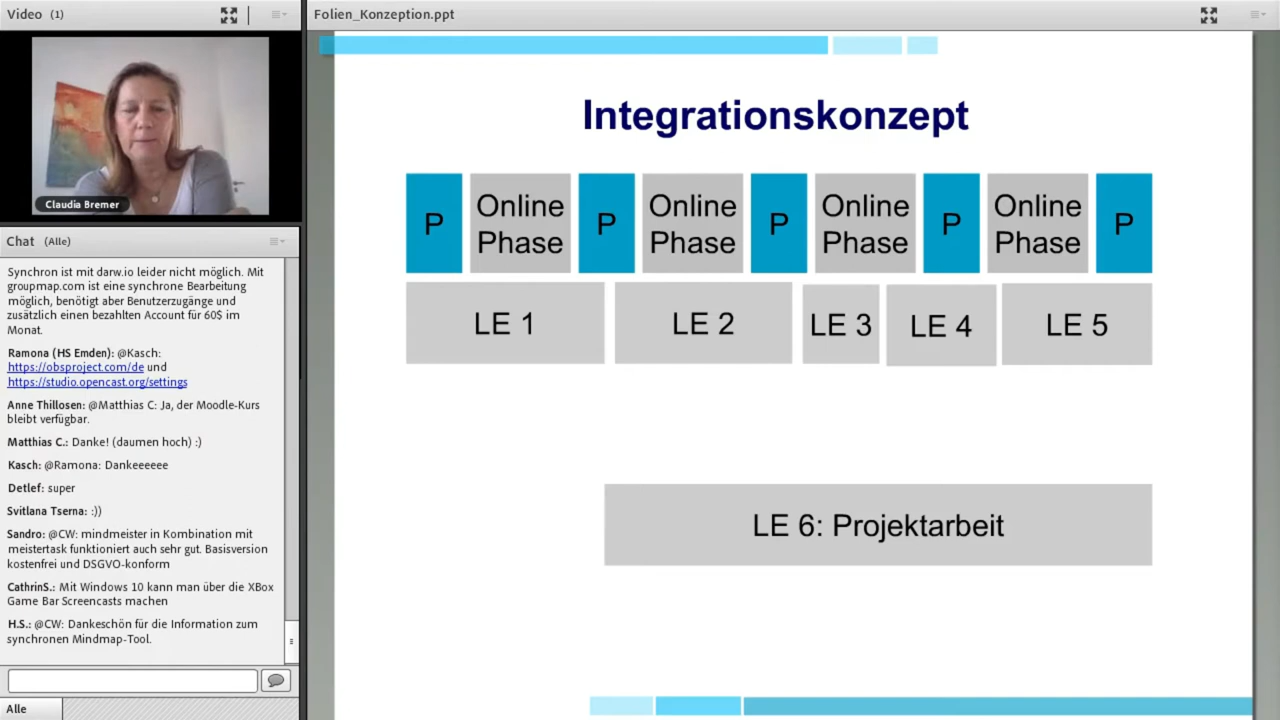 Video (1)
Folien_Konzeption.ppt
Claudia Bremer
Chat (Alle)
Synchron ist mit darw.io leider nicht möglich. Mit
groupmap.com ist eine synchrone Bearbeitung
möglich, benötigt aber Benutzerzugänge und
zusätzlich einen bezahlten Account für 60$ im
Monat.
Ramona (HS Emden): @Kasch:
https://obsproject.com/de und
https://studio.opencast.org/settings
Anne Thillosen: @Matthias C: Ja, der Moodle-Kurs
bleibt verfügbar.
Matthias C.: Danke! (daumen hoch) :)
Kasch: @Ramona: Dankeeeeee
Detlef: super
Svitlana Tserna: :))
Sandro: @CW: mindmeister in Kombination mit
meistertask funktioniert auch sehr gut. Basisversion
kostenfrei und DSGVO-konform
CathrinS.: Mit Windows 10 kann man über die XBox
Game Bar Screencasts machen
H.S.: @CW: Dankeschön für die Information zum
synchronen Mindmap-Tool.
Alle
Integrationskonzept
P
Online
Phase
P
Online
Phase
P
Online
Phase
P
Online
Phase
P
LE 1
LE 2
LE 3
LE 4
LE 5
LE 6: Projektarbeit